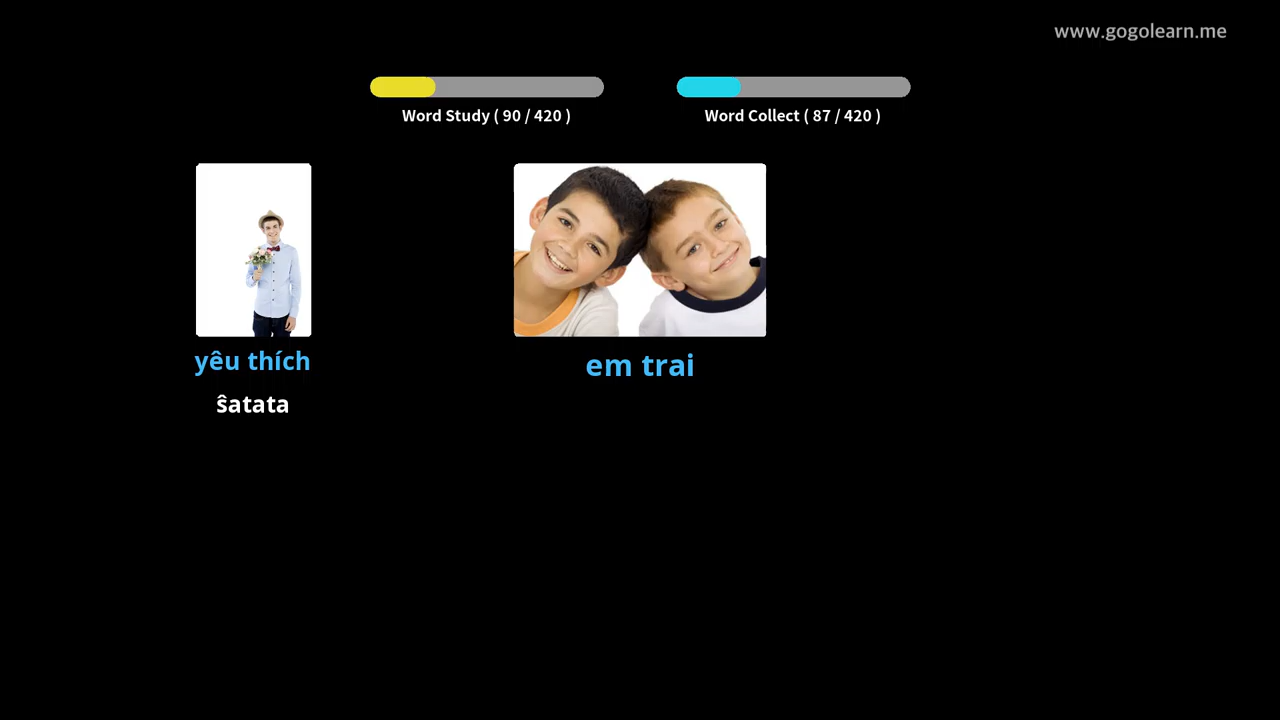 www.gogolearn.me
Word Study ( 90 / 420 )
Word Collect ( 87 / 420 )
yêu thích
ŝatata
em trai